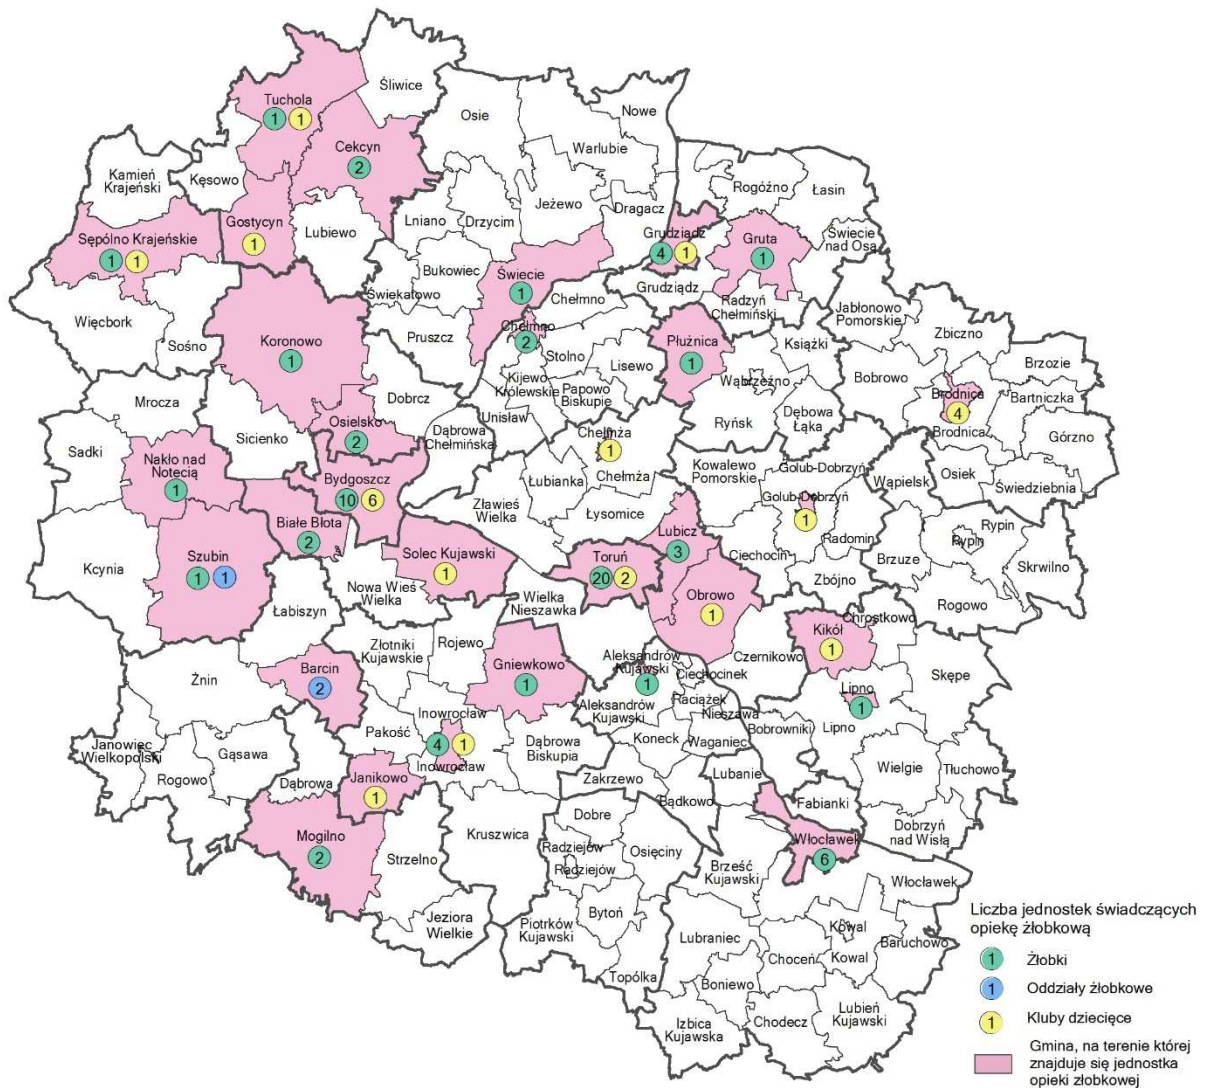 Śliwice
Tuchola
1 1
Osie
Nowe
Cekcyn
2
Warlubie
Kamień
Krajeński
Kęsowo
Rogóźno
Łasin
Jeżewo
Dragacz
Lniano
Drzycim
Gostycyn
1
Lubiewo
Sępólno Krajeńskie
1 1
Grudziądz
4 1
Gruta
1
Świecie
nad Osą
Bukowiec
Świecie
1
Świekatowo
Grudziądz
Chełmno
Radzyń
Chełmiński
Jabłonowo
Pomorskie
Zbiczno
Więcbork
Sośno
Koronowo
1
Pruszcz
Chełmno
2
Stolno
Płużnica
1
Książki
Lisewo
Brzozie
Bobrowo
Kijewo
Królewskie
Papowo
Biskupie
Wąbrzeźno
Brodnica
4
Bartniczka
Mrocza
Dobrcz
Unisław
Ryńsk
Dębowa
Łąka
Brodnica
Górzno
Osielsko
2
Sicienko
Dąbrowa
Chełmińska
Chełmża
1
Sadki
Nakło nad
Notecią
1
Kowalewo
Pomorskie
Golub-Dobrzyń
Wąpielsk
Osiek
Świedziebnia
Bydgoszcz
10 6
Łubianka
Chełmża
Golub-Dobrzyń
1
Zławieś
Wielka
Łysomice
Białe Błota
2
Lubicz
3
Radomin
Rypin
Rypin
Szubin
1 1
Solec Kujawski
1
Toruń
20 2
Ciechocin
Brzuze
Skrwilno
Kcynia
Nowa Wieś
Wielka
Zbójno
Obrowo
1
Łabiszyn
Wielka
Nieszawka
Rogowo
Chrostkowo
Kikół
1
Złotniki
Kujawskie
Rojewo
Gniewkowo
1
Aleksandrów
Kujawski
1
Ciechocinek
Czernikowo
Żnin
Barcin
2
Skępe
Lipno
1
Raciążek
Aleksandrów
Kujawski
Nieszawa
Inowrocław
4 1
Inowrocław
Pakość
Bobrowniki
Lipno
Janowiec
Wielkopolski
Gąsawa
Rogowo
Dąbrowa
Biskupia
Koneck
Waganiec
Wielgie
Tłuchowo
Dąbrowa
Janikowo
1
Zakrzewo
Lubanie
Bądkowo
Fabianki
Kruszwica
Dobre
Dobrzyń
nad Wisłą
Mogilno
2
Strzelno
Radziejów
Radziejów
Osięciny
Włocławek
6
Brześć
Kujawski
Włocławek
Jeziora
Wielkie
Piotrków
Kujawski
Bytoń
Lubraniec
Kowal
Kowal
Baruchowo
Choceń
Topólka
Boniewo
Lubień
Kujawski
Izbica
Kujawska
Chodecz
Liczba jednostek świadczących
opiekę żłobkową
1 Żłobki
1 Oddziały żłobkowe
1 Kluby dziecięce
Gmina, na terenie której
znajduje się jednostka
opieki złobkowej